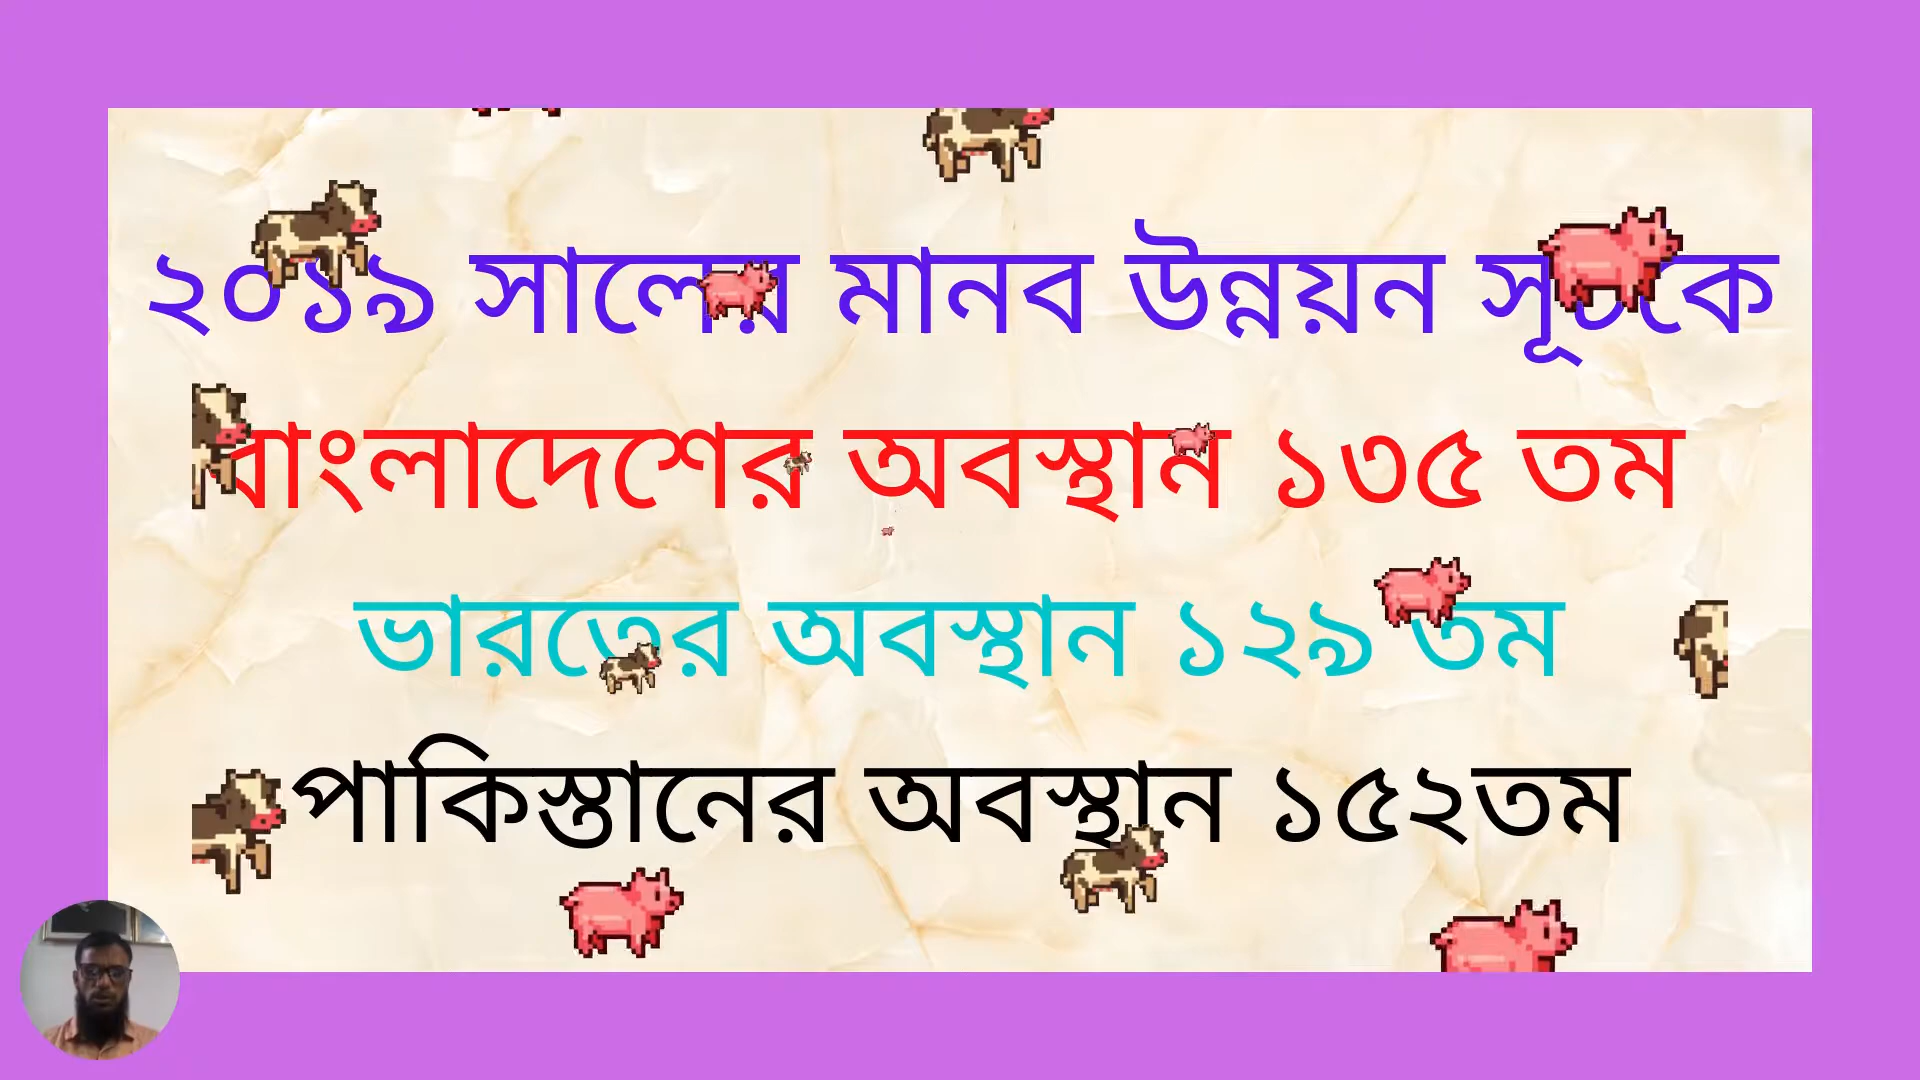 ২০১৯ সালের মানব উন্নয়ন সূচকে
বাংলাদেশের অবস্থান ১৩৫ তম
ভারতের অবস্থান ১২৯ তম
পাকিস্তানের অবস্থান ১৫২তম